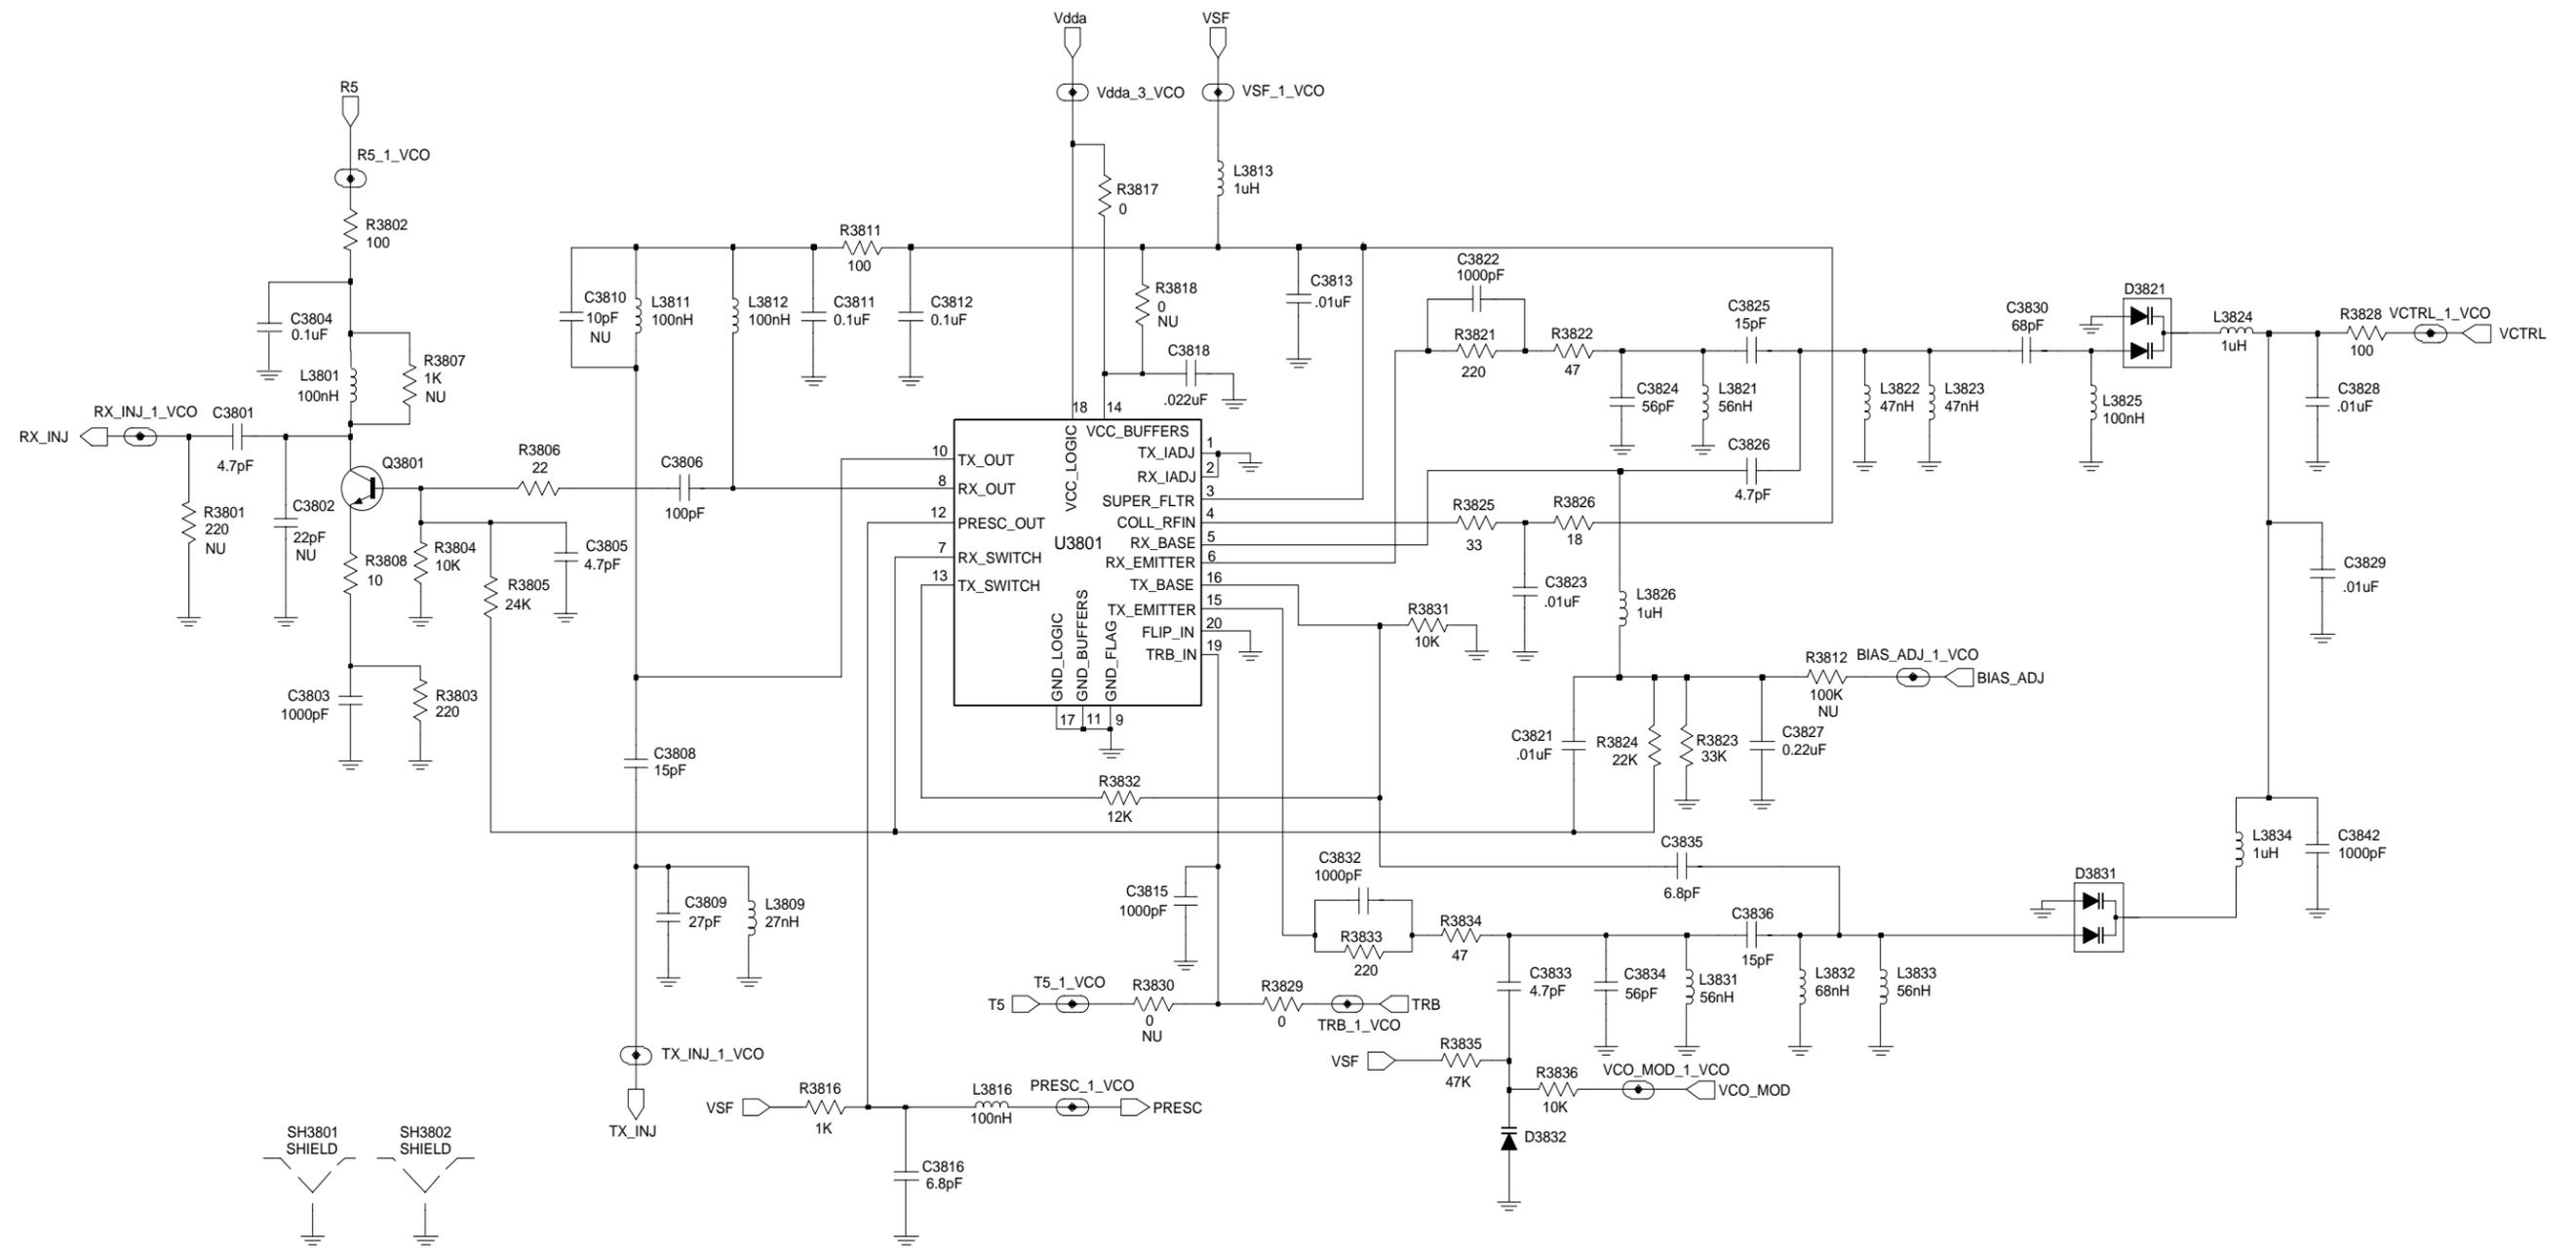 Vdda
VSF
Vdda_3_VCO
VSF_1_VCO
R5
R5_1_VCO
R3802
100
C3804
0.1uF
L3801
100nH
R3807
1K
NU
RX_INJ
RX_INJ_1_VCO
C3801
4.7pF
Q3801
R3801
220
NU
C3802
22pF
NU
R3808
10
R3804
10K
R3805
24K
C3805
4.7pF
C3803
1000pF
R3803
220
R3806
22
C3806
100pF
C3810
10pF
NU
L3811
100nH
L3812
100nH
C3811
0.1uF
R3811
100
C3812
0.1uF
R3817
0
L3813
1uH
R3818
0
NU
C3818
.022uF
C3813
.01uF
18
14
VCC_LOGIC
VCC_BUFFERS
10
TX_OUT
8
RX_OUT
12
PRESC_OUT
7
RX_SWITCH
13
TX_SWITCH
U3801
TX_IADJ
1
RX_IADJ
2
SUPER_FLTR
3
COLL_RFIN
4
RX_BASE
5
RX_EMITTER
6
TX_BASE
16
TX_EMITTER
15
FLIP_IN
20
TRB_IN
19
GND_LOGIC
GND_BUFFERS
GND_FLAG
17
11
9
C3822
1000pF
R3821
220
R3822
47
C3824
56pF
L3821
56nH
C3825
15pF
C3826
4.7pF
L3822
47nH
L3823
47nH
C3830
68pF
D3821
L3825
100nH
L3824
1uH
R3828
100
VCTRL_1_VCO
VCTRL
C3828
.01uF
C3829
.01uF
R3825
33
R3826
18
C3823
.01uF
L3826
1uH
R3831
10K
R3812
100K
NU
BIAS_ADJ_1_VCO
BIAS_ADJ
C3821
.01uF
R3824
22K
R3823
33K
C3827
0.22uF
R3832
12K
C3808
15pF
C3809
27pF
L3809
27nH
TX_INJ_1_VCO
TX_INJ
C3815
1000pF
C3832
1000pF
R3833
220
R3834
47
C3835
6.8pF
C3836
15pF
C3833
4.7pF
C3834
56pF
L3831
56nH
L3832
68nH
L3833
56nH
D3831
L3834
1uH
C3842
1000pF
T5
T5_1_VCO
R3830
0
NU
R3829
0
TRB_1_VCO
TRB
VSF
R3835
47K
R3836
10K
VCO_MOD_1_VCO
VCO_MOD
D3832
VSF
R3816
1K
L3816
100nH
PRESC_1_VCO
PRESC
C3816
6.8pF
SH3801
SHIELD
SH3802
SHIELD